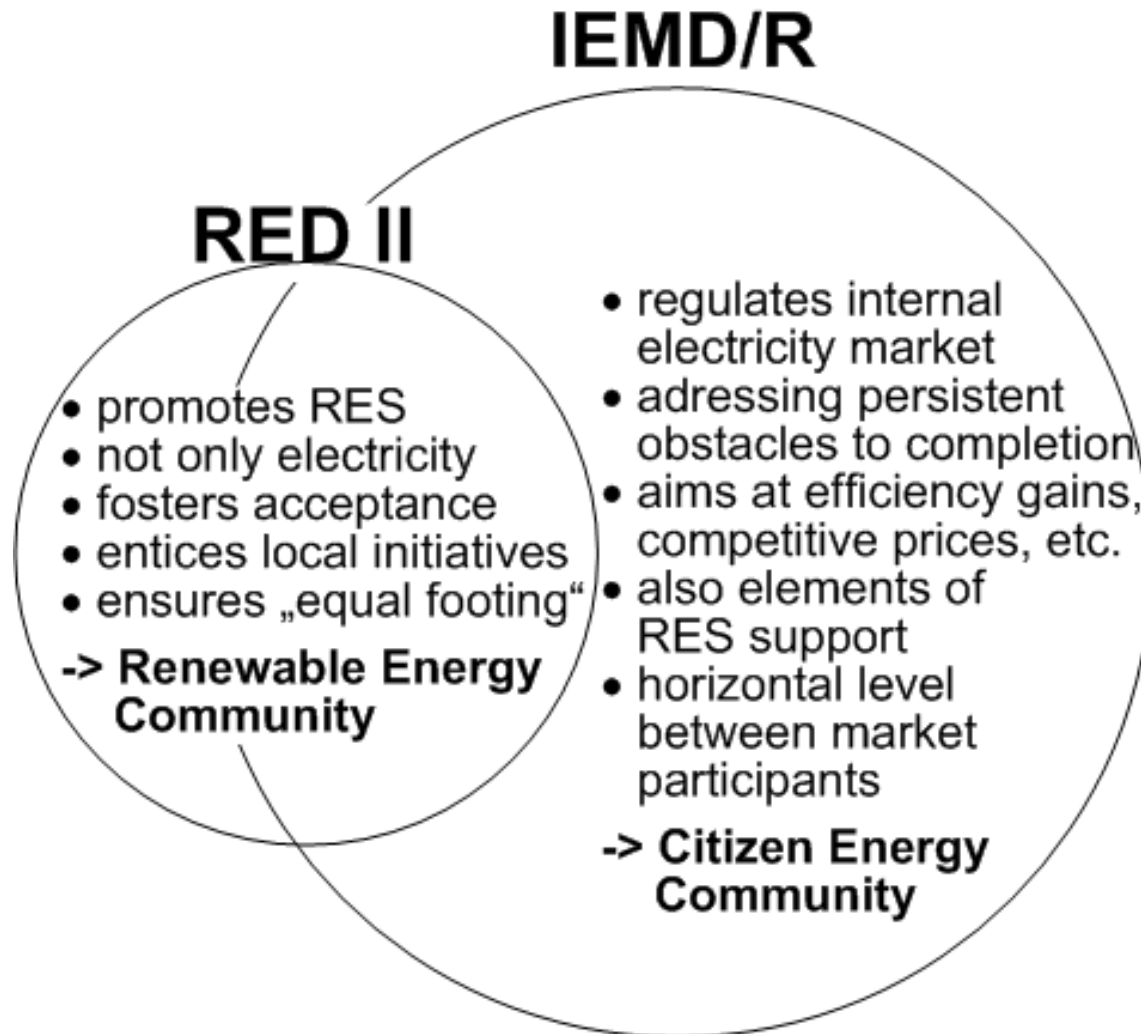 IEMD/R
RED II
• promotes RES
• not only electricity
• fosters acceptance
• entices local initiatives
• ensures „equal footing“
-> Renewable Energy
Community
• regulates internal
electricity market
• adressing persistent
obstacles to completion
• aims at efficiency gains,
competitive prices, etc.
• also elements of
RES support
• horizontal level
between market
participants
-> Citizen Energy
Community